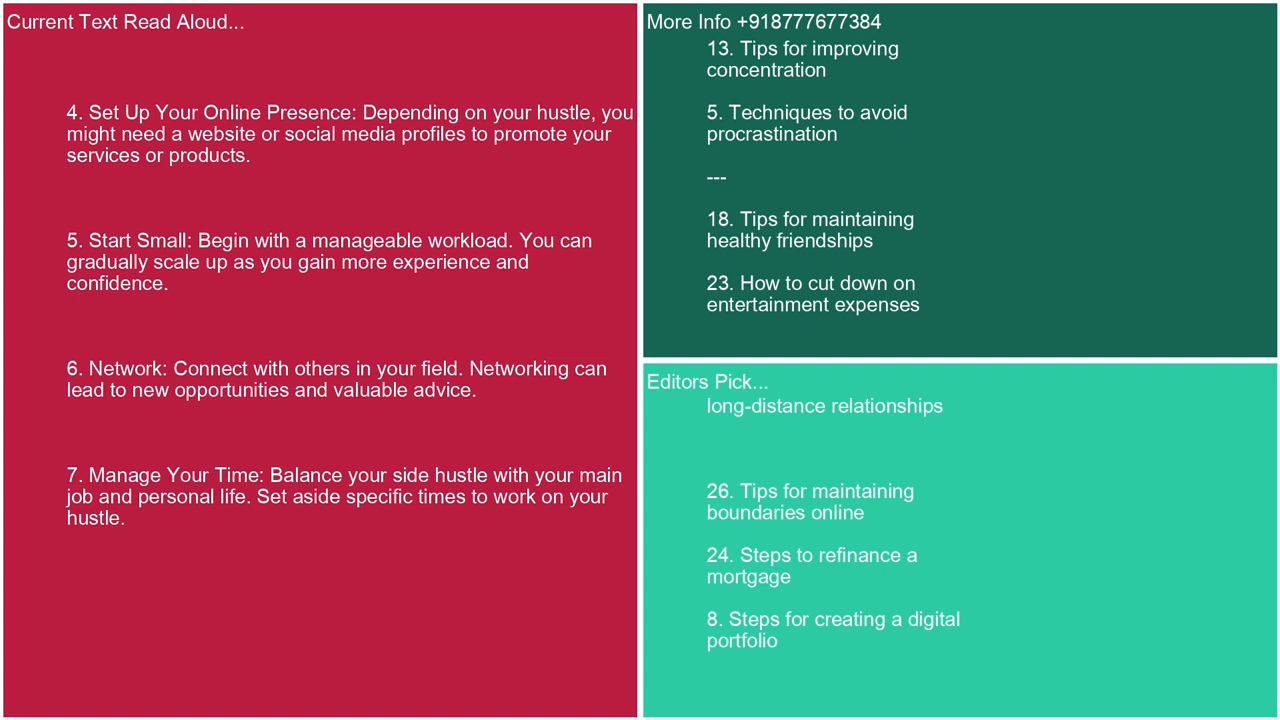 Current Text Read Aloud...
4. Set Up Your Online Presence: Depending on your hustle, you
might need a website or social media profiles to promote your
services or products.
5. Start Small: Begin with a manageable workload. You can
gradually scale up as you gain more experience and
confidence.
6. Network: Connect with others in your field. Networking can
lead to new opportunities and valuable advice.
7. Manage Your Time: Balance your side hustle with your main
job and personal life. Set aside specific times to work on your
hustle.
More Info +918777677384
13. Tips for improving
concentration
5. Techniques to avoid
procrastination
---
18. Tips for maintaining
healthy friendships
23. How to cut down on
entertainment expenses
Editors Pick...
long-distance relationships
26. Tips for maintaining
boundaries online
24. Steps to refinance a
mortgage
8. Steps for creating a digital
portfolio